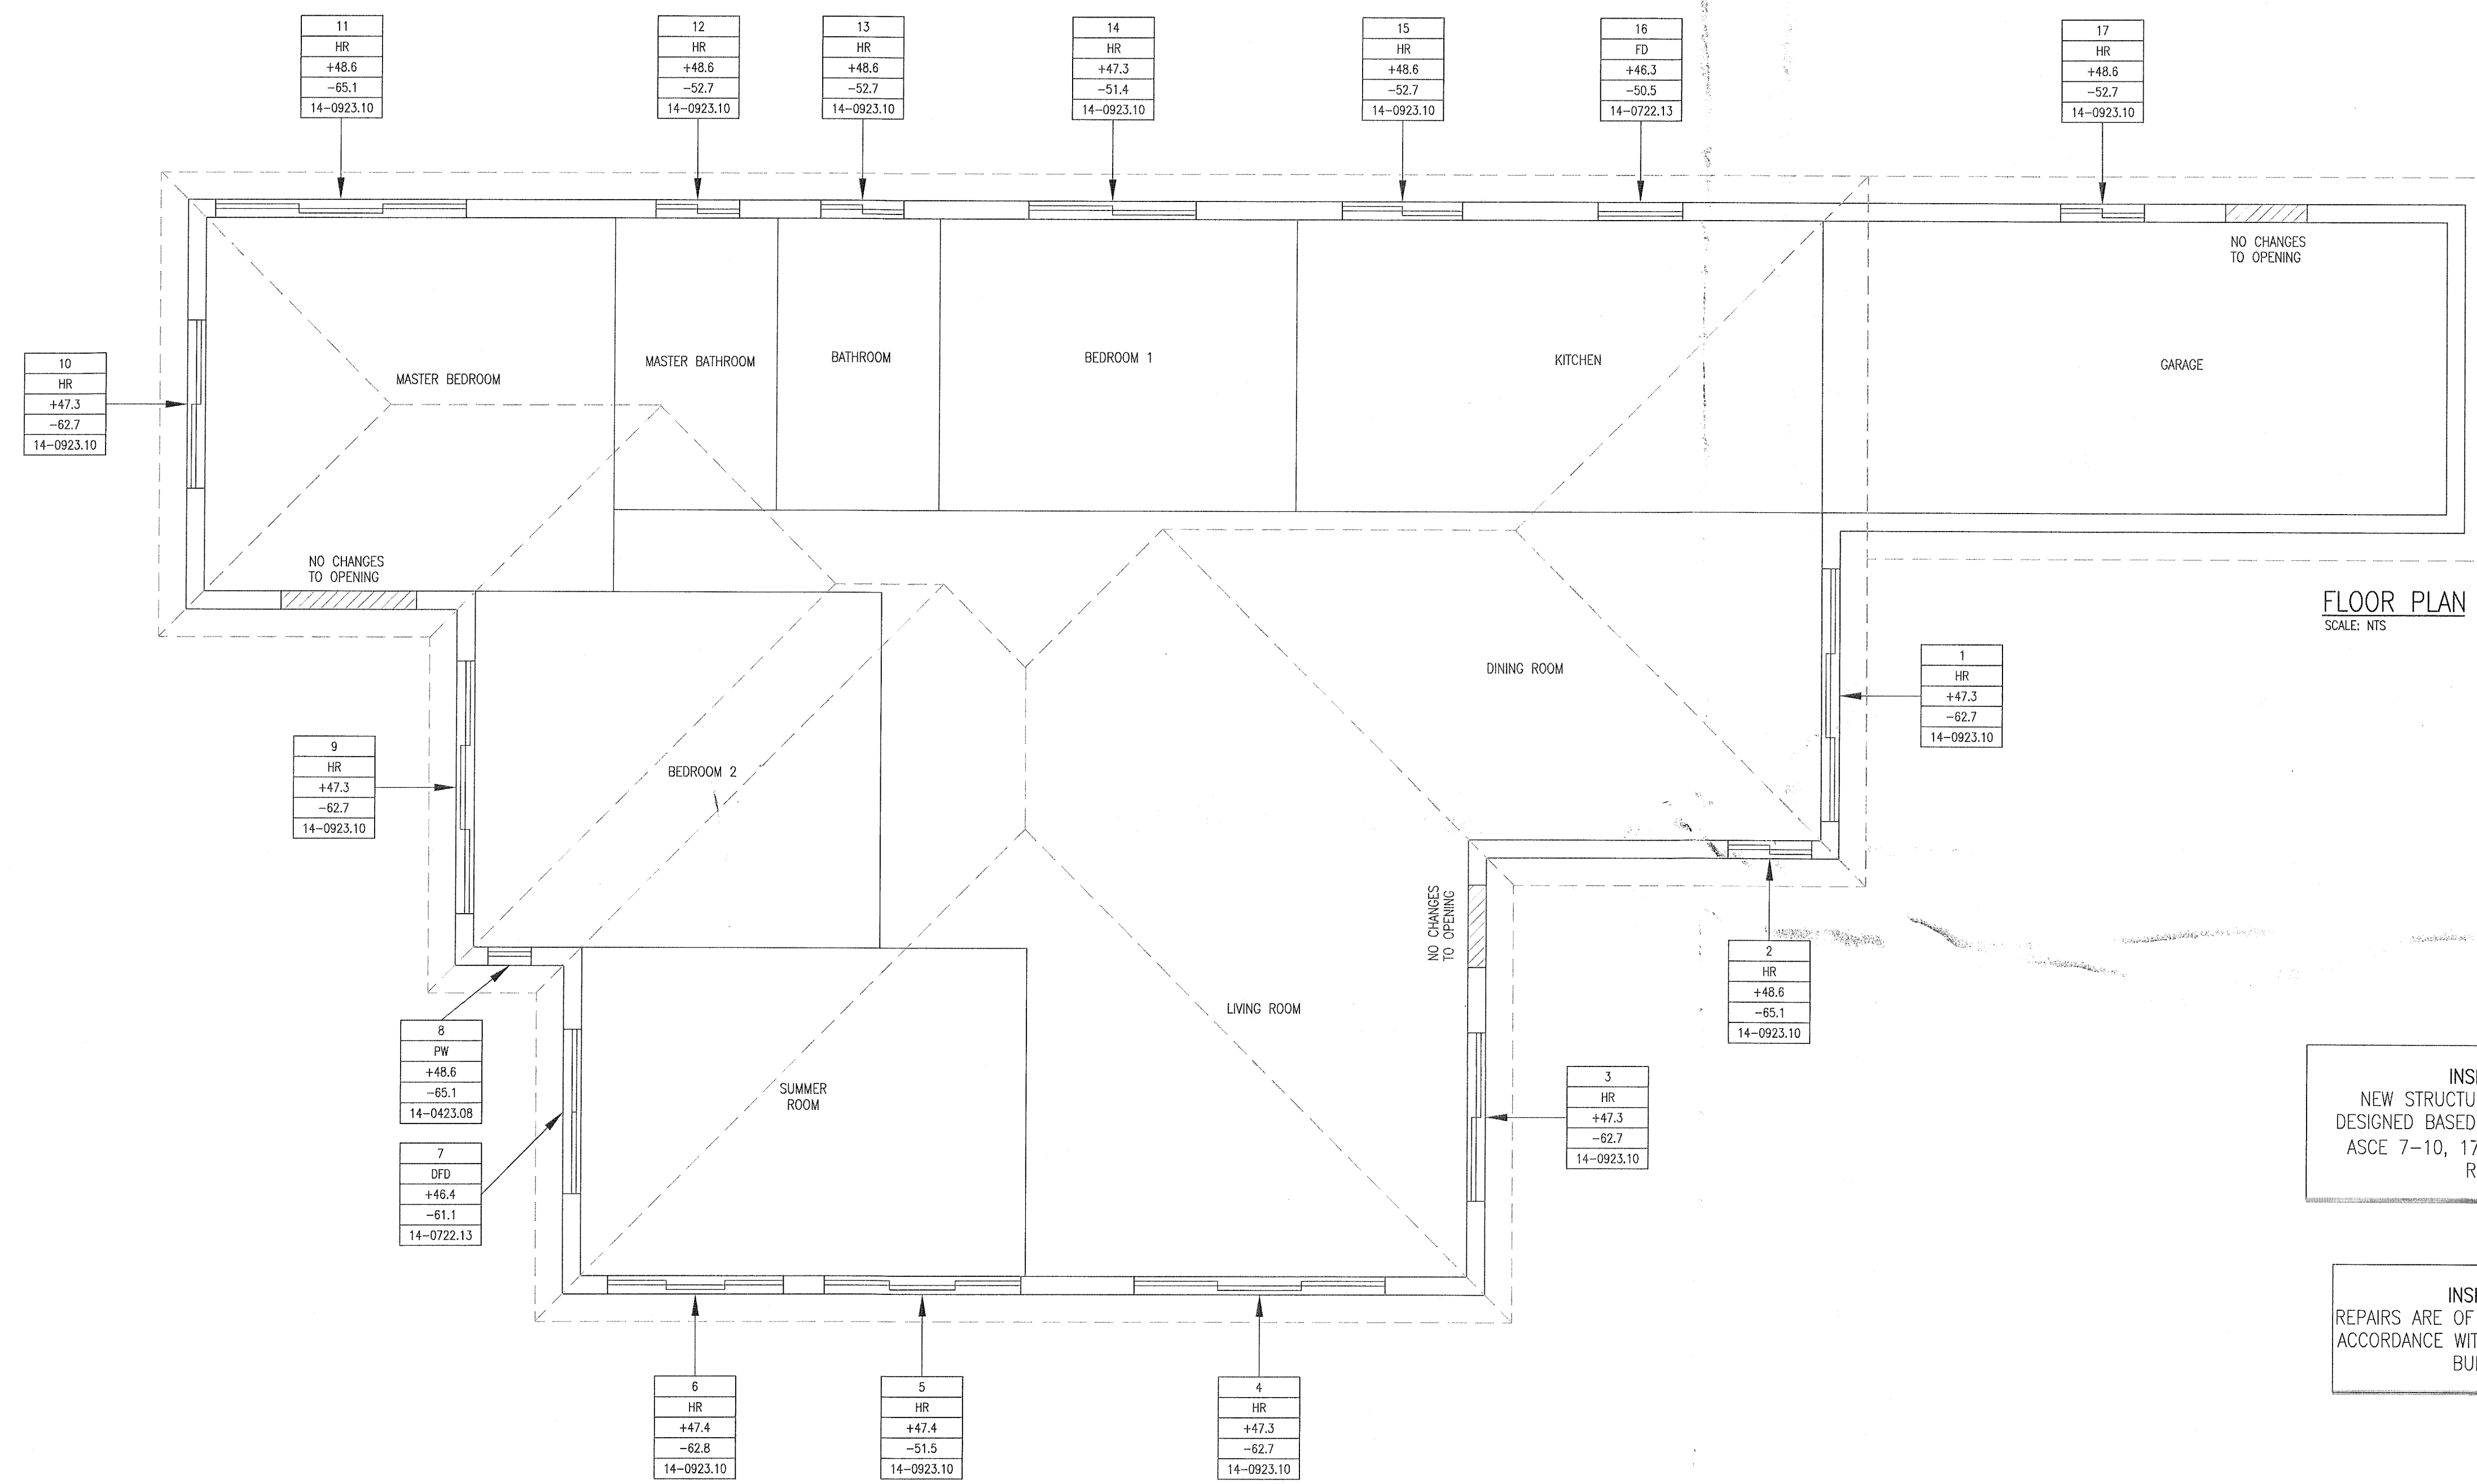 11
HR
+48.6
-65.1
14-0923.10
12
HR
+48.6
-52.7
14-0923.10
13
HR
+48.6
-52.7
14-0923.10
14
HR
+47.3
-51.4
14-0923.10
15
HR
+48.6
-52.7
14-0923.10
16
FD
+46.3
-50.5
14-0722.13
17
HR
+48.6
-52.7
14-0923.10
NO CHANGES
TO OPENING
10
HR
+47.3
-62.7
14-0923.10
MASTER BEDROOM
MASTER BATHROOM
BATHROOM
BEDROOM 1
KITCHEN
GARAGE
NO CHANGES
TO OPENING
FLOOR PLAN
SCALE: NTS
1
HR
+47.3
-62.7
14-0923.10
DINING ROOM
9
HR
+47.3
-62.7
14-0923.10
BEDROOM 2
NO CHANGES
TO OPENING
2
HR
+48.6
-65.1
14-0923.10
LIVING ROOM
8
PW
+48.6
-65.1
14-0423.08
SUMMER
ROOM
3
HR
+47.3
-62.7
14-0923.10
7
DFD
+46.4
-61.1
14-0722.13
INS
NEW STRUCTU
DESIGNED BASED
ASCE 7-10, 17
R
INS
REPAIRS ARE OF
ACCORDANCE WIT
BU
6
HR
+47.4
-62.8
14-0923.10
5
HR
+47.4
-51.5
14-0923.10
4
HR
+47.3
-62.7
14-0923.10